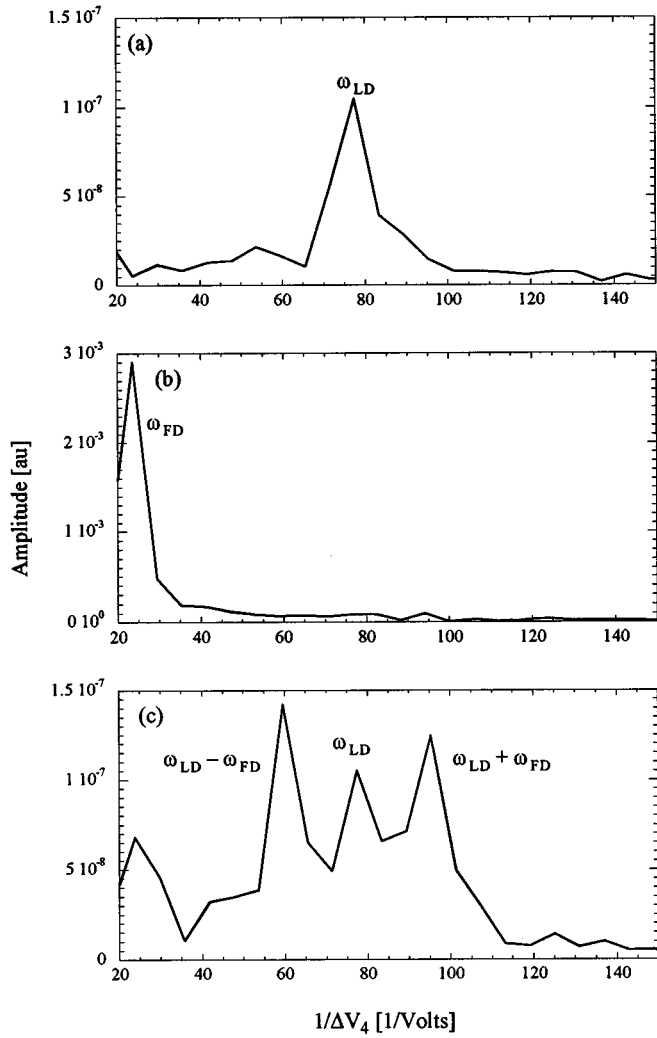 1.5 10⁻⁷
(a)
ω_LD
1 10⁻⁷
5 10⁻⁸
0
20 40 60 80 100 120 140
3 10⁻³
(b)
ω_FD
2 10⁻³
1 10⁻³
0 10⁰
20 40 60 80 100 120 140
Amplitude [au]
1.5 10⁻⁷
(c)
ω_LD − ω_FD ω_LD ω_LD + ω_FD
1 10⁻⁷
5 10⁻⁸
0
20 40 60 80 100 120 140
1/ΔV₄ [1/Volts]